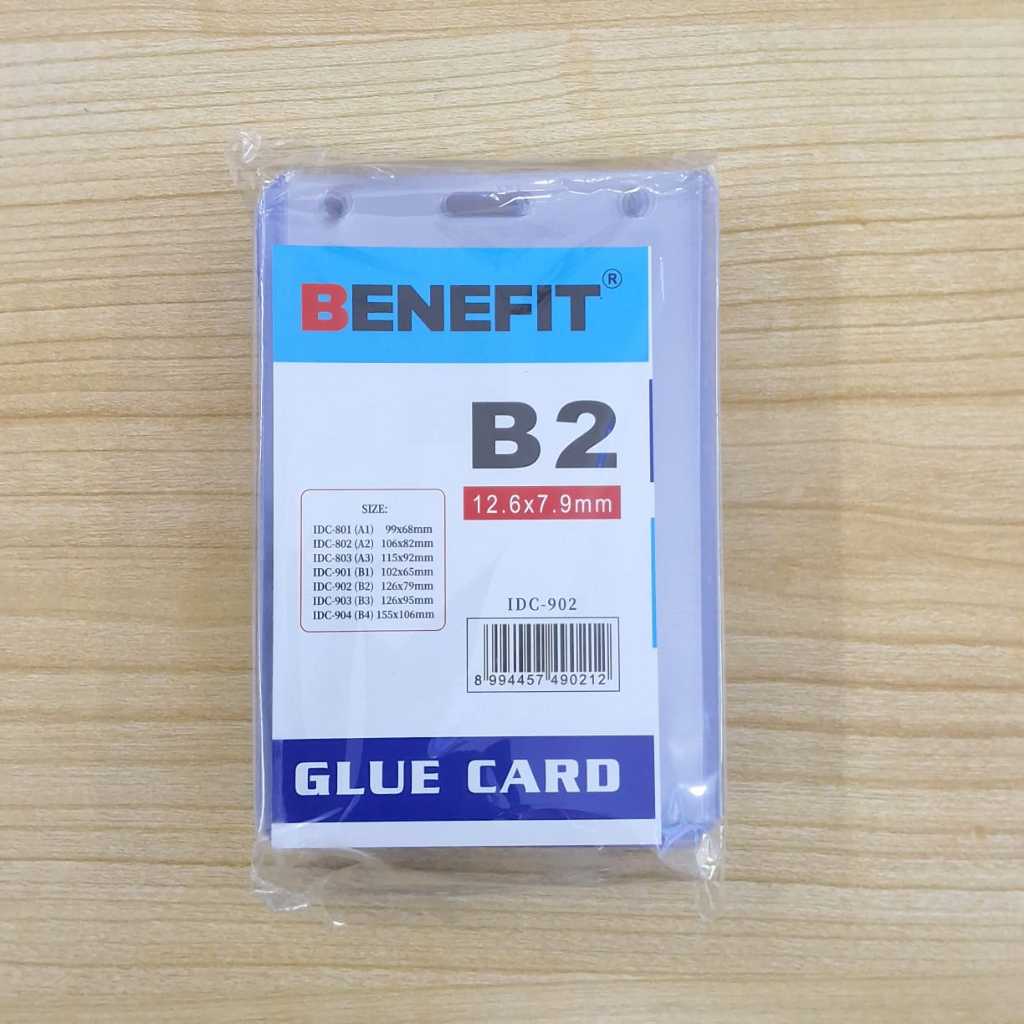 BENEFIT®
B2
12.6x7.9mm
SIZE:
IDC-801 (A1) 99x68mm
IDC-802 (A2) 106x82mm
IDC-803 (A3) 115x92mm
IDC-901 (B1) 102x65mm
IDC-902 (B2) 126x79mm
IDC-903 (B3) 126x95mm
IDC-904 (B4) 155x106mm
IDC-902
8 994457 490212
GLUE CARD